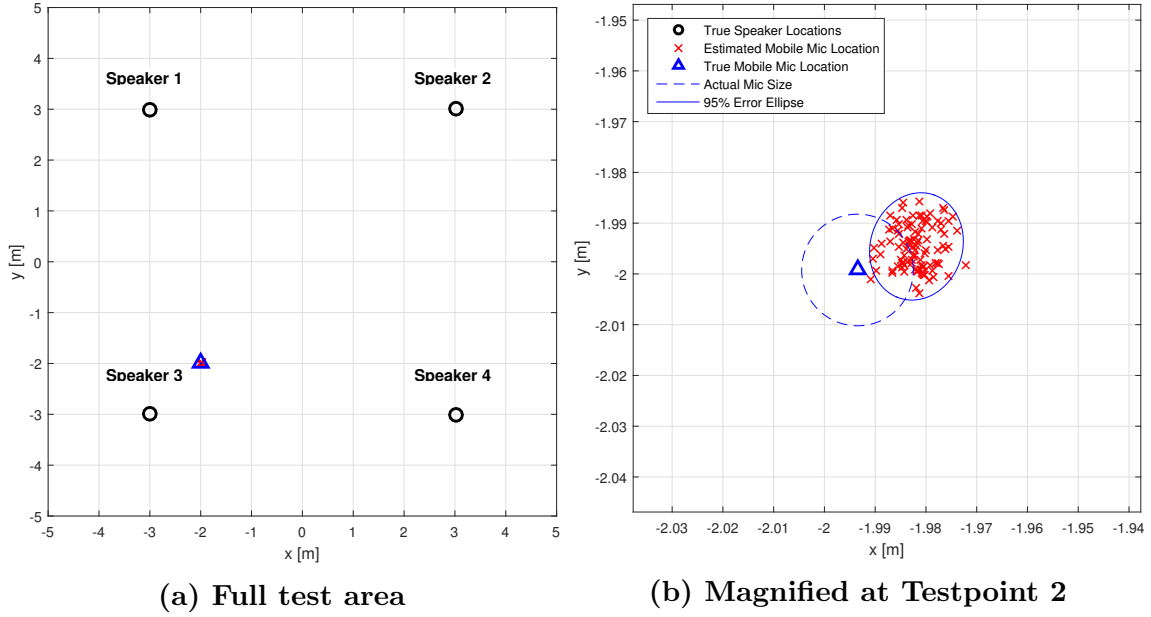 5
4
3
2
1
0
-1
-2
-3
-4
-5
y [m]
Speaker 1
Speaker 2
Speaker 3
Speaker 4
-5 -4 -3 -2 -1 0 1 2 3 4 5
x [m]
(a) Full test area
-1.95
-1.96
-1.97
-1.98
-1.99
-2
-2.01
-2.02
-2.03
-2.04
y [m]
True Speaker Locations
Estimated Mobile Mic Location
True Mobile Mic Location
Actual Mic Size
95% Error Ellipse
-2.03 -2.02 -2.01 -2 -1.99 -1.98 -1.97 -1.96 -1.95 -1.94
x [m]
(b) Magnified at Testpoint 2